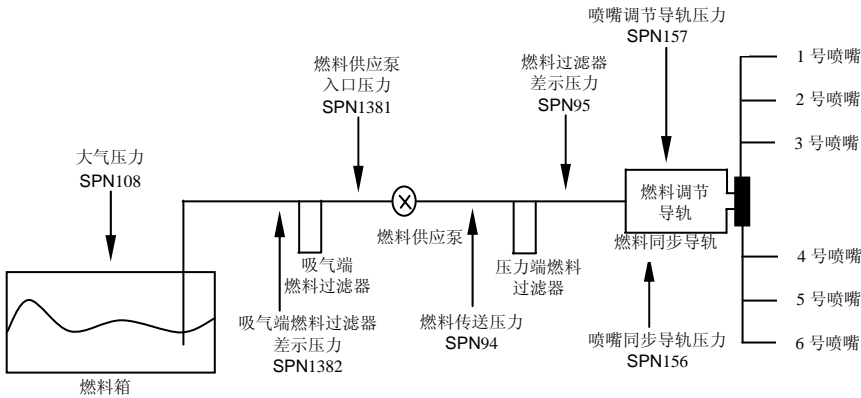 喷嘴调节导轨压力
SPN157
燃料供应泵
入口压力
SPN1381
燃料过滤器
差示压力
SPN95
1 号喷嘴
2 号喷嘴
3 号喷嘴
大气压力
SPN108
燃料调节
导轨
燃料同步导轨
燃料供应泵
吸气端
燃料过滤器
压力端燃料
过滤器
4 号喷嘴
5 号喷嘴
6 号喷嘴
吸气端燃料过滤器
差示压力
SPN1382
燃料传送压力
SPN94
喷嘴同步导轨压力
SPN156
燃料箱